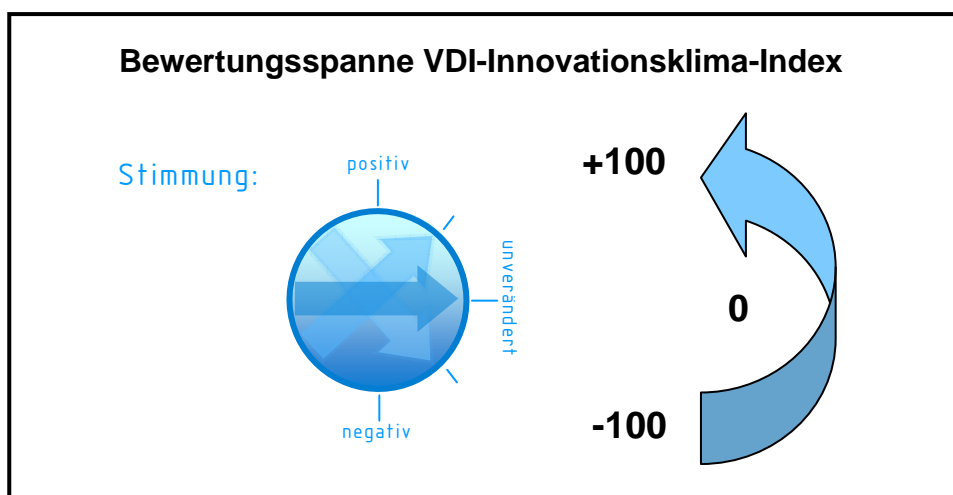 Bewertungsspanne VDI-Innovationsklima-Index
Stimmung:
positiv
unverändert
negativ
+100
0
-100